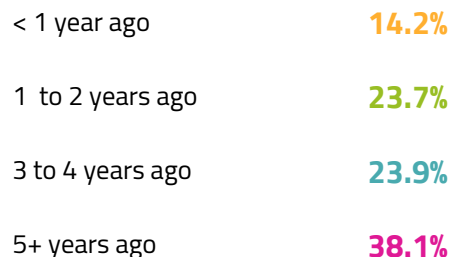 < 1 year ago 14.2%
1 to 2 years ago 23.7%
3 to 4 years ago 23.9%
5+ years ago 38.1%